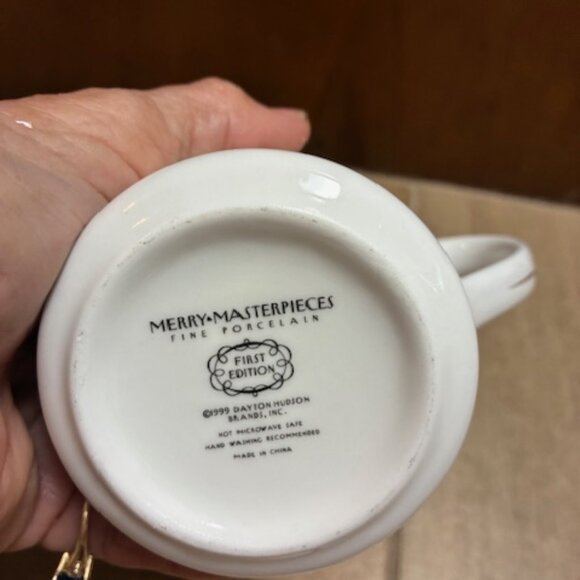 MERRY★MASTERPIECES
FINE PORCELAIN
FIRST
EDITION
©1999 DAYTON HUDSON
BRANDS, INC.
NOT MICROWAVE SAFE
HAND WASHING RECOMMENDED
MADE IN CHINA